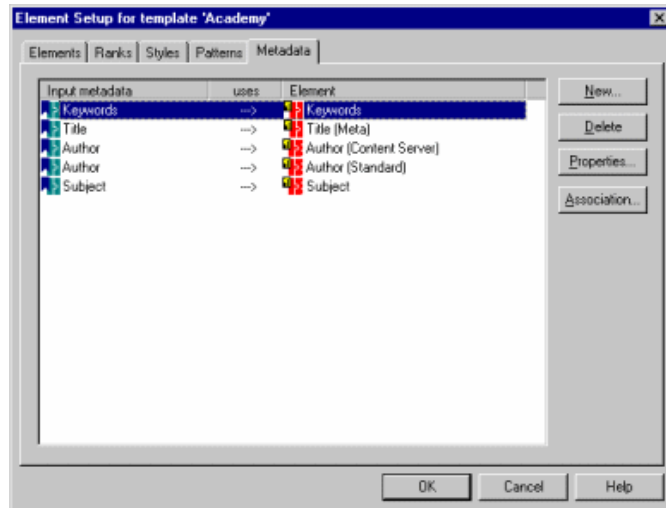 Element Setup for template 'Academy'
Elements Ranks Styles Patterns Metadata
Input metadata uses Element
Keywords ---> Keywords
Title ---> Title (Meta)
Author ---> Author (Content Server)
Author ---> Author (Standard)
Subject ---> Subject
New...
Delete
Properties...
Association...
OK Cancel Help